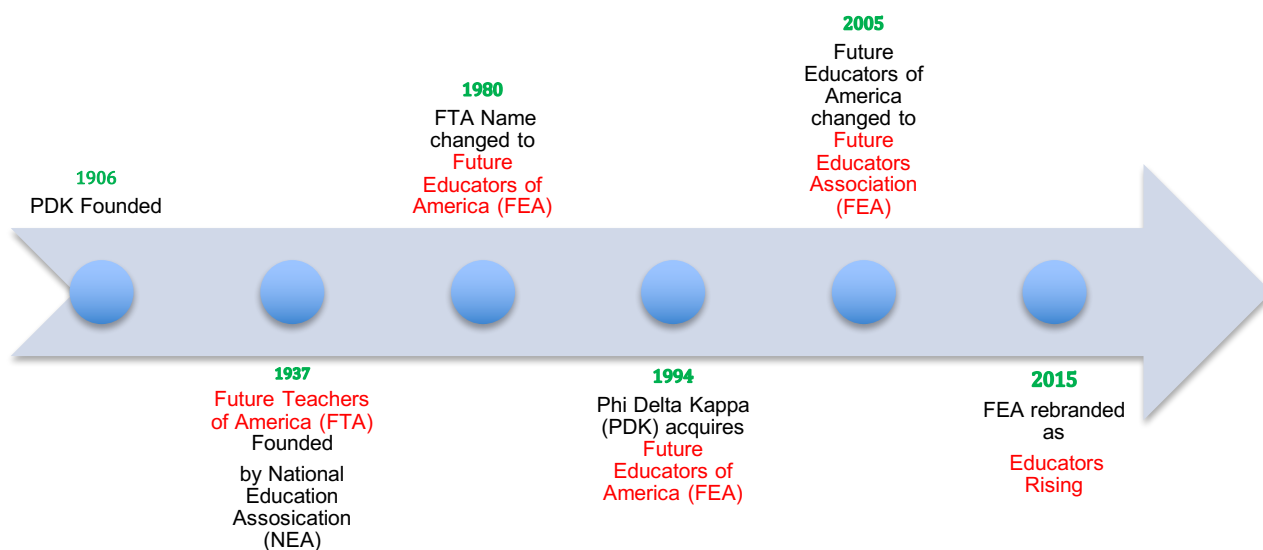 1906
PDK Founded
1937
Future Teachers
of America (FTA)
Founded
by National
Education
Assosication
(NEA)
1980
FTA Name
changed to
Future
Educators of
America (FEA)
1994
Phi Delta Kappa
(PDK) acquires
Future
Educators of
America (FEA)
2005
Future
Educators of
America
changed to
Future
Educators
Association
(FEA)
2015
FEA rebranded
as
Educators
Rising